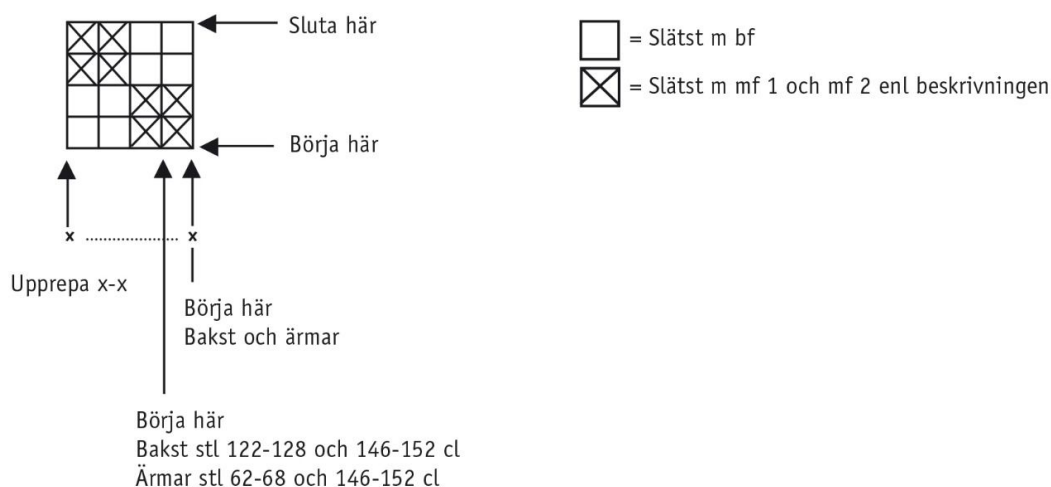 Sluta här
= Slätst m bf
= Slätst m mf 1 och mf 2 enl beskrivningen
Börja här
x .................... x
Upprepa x-x
Börja här
Bakst och ärmar
Börja här
Bakst stl 122-128 och 146-152 cl
Ärmar stl 62-68 och 146-152 cl